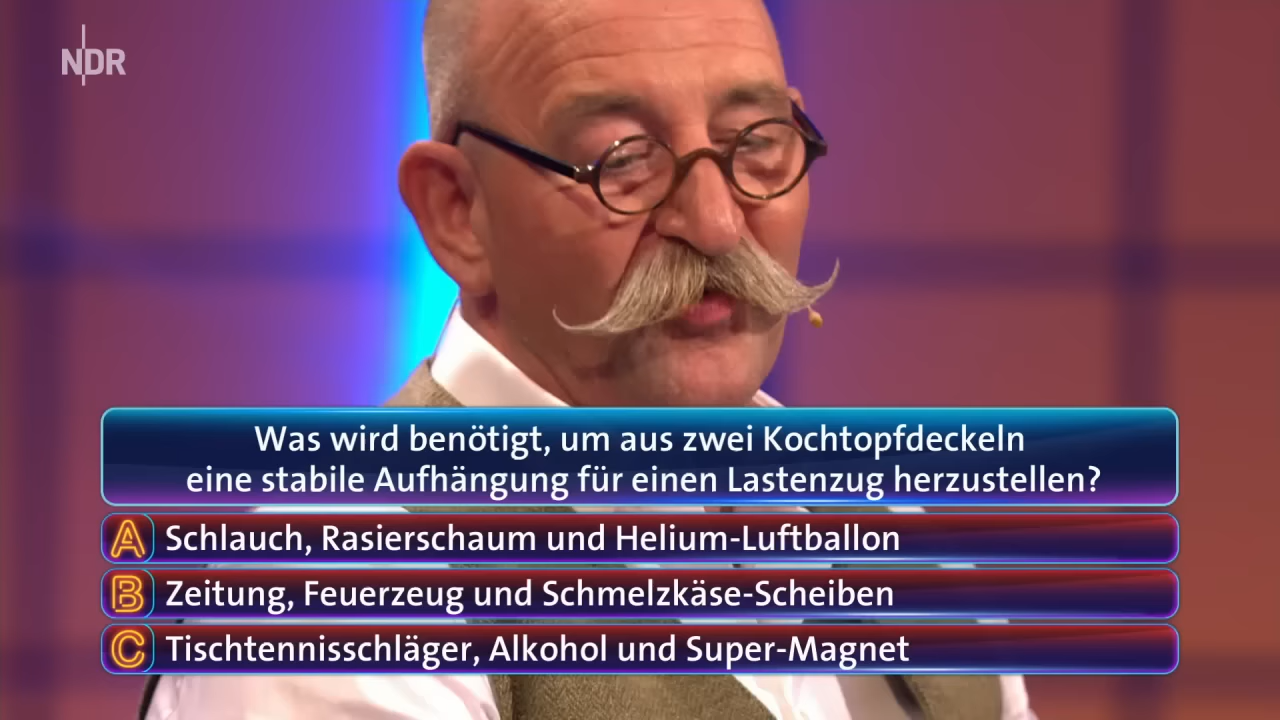 NDR
Was wird benötigt, um aus zwei Kochtopfdeckeln
eine stabile Aufhängung für einen Lastenzug herzustellen?
A Schlauch, Rasierschaum und Helium-Luftballon
B Zeitung, Feuerzeug und Schmelzkäse-Scheiben
C Tischtennisschläger, Alkohol und Super-Magnet